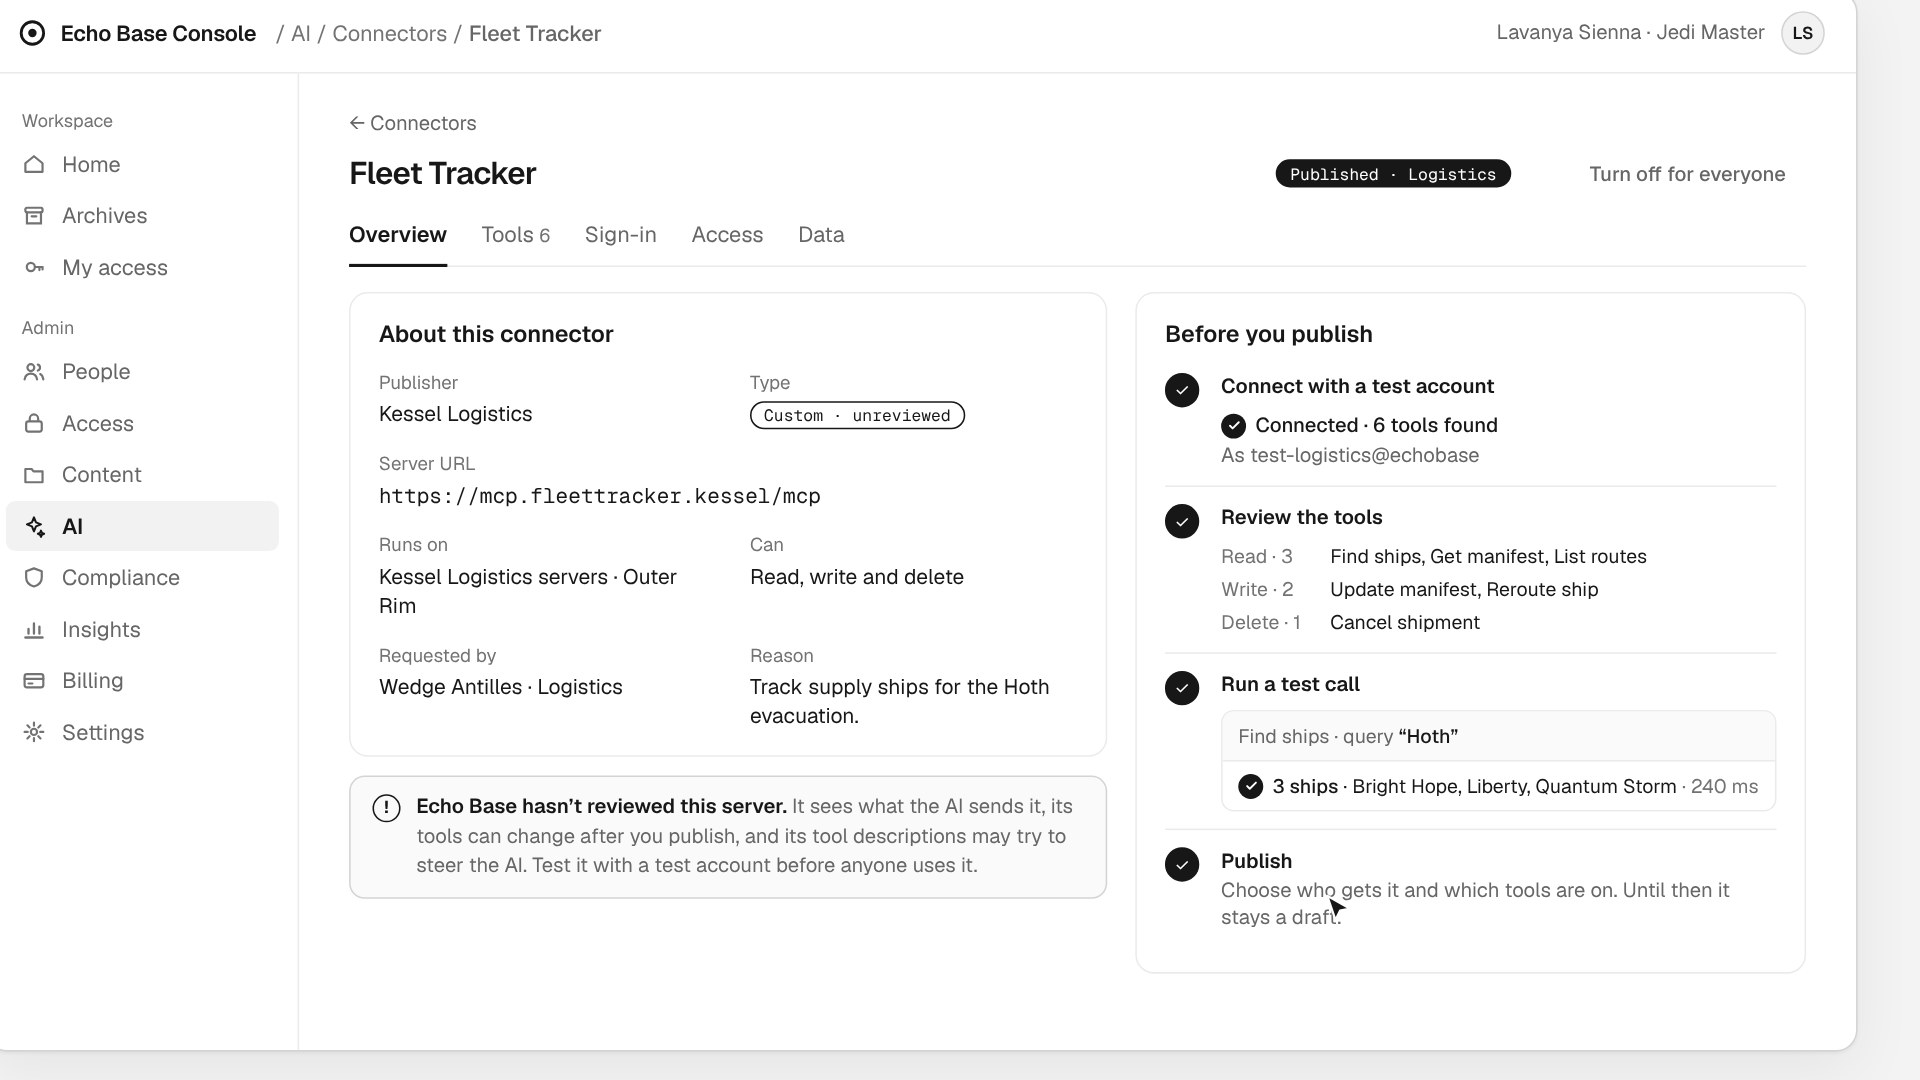 Echo Base Console / AI / Connectors / Fleet Tracker
Lavanya Sienna · Jedi Master LS
Workspace
Home
Archives
My access
Admin
People
Access
Content
AI
Compliance
Insights
Billing
Settings
← Connectors
Fleet Tracker
Published · Logistics
Turn off for everyone
Overview Tools 6 Sign-in Access Data
About this connector
Publisher
Kessel Logistics
Type
Custom · unreviewed
Server URL
https://mcp.fleettracker.kessel/mcp
Runs on
Kessel Logistics servers · Outer
Rim
Can
Read, write and delete
Requested by
Wedge Antilles · Logistics
Reason
Track supply ships for the Hoth
evacuation.
Echo Base hasn’t reviewed this server. It sees what the AI sends it, its
tools can change after you publish, and its tool descriptions may try to
steer the AI. Test it with a test account before anyone uses it.
Before you publish
Connect with a test account
Connected · 6 tools found
As test-logistics@echobase
Review the tools
Read · 3 Find ships, Get manifest, List routes
Write · 2 Update manifest, Reroute ship
Delete · 1 Cancel shipment
Run a test call
Find ships · query “Hoth”
3 ships · Bright Hope, Liberty, Quantum Storm · 240 ms
Publish
Choose who gets it and which tools are on. Until then it
stays a draft.